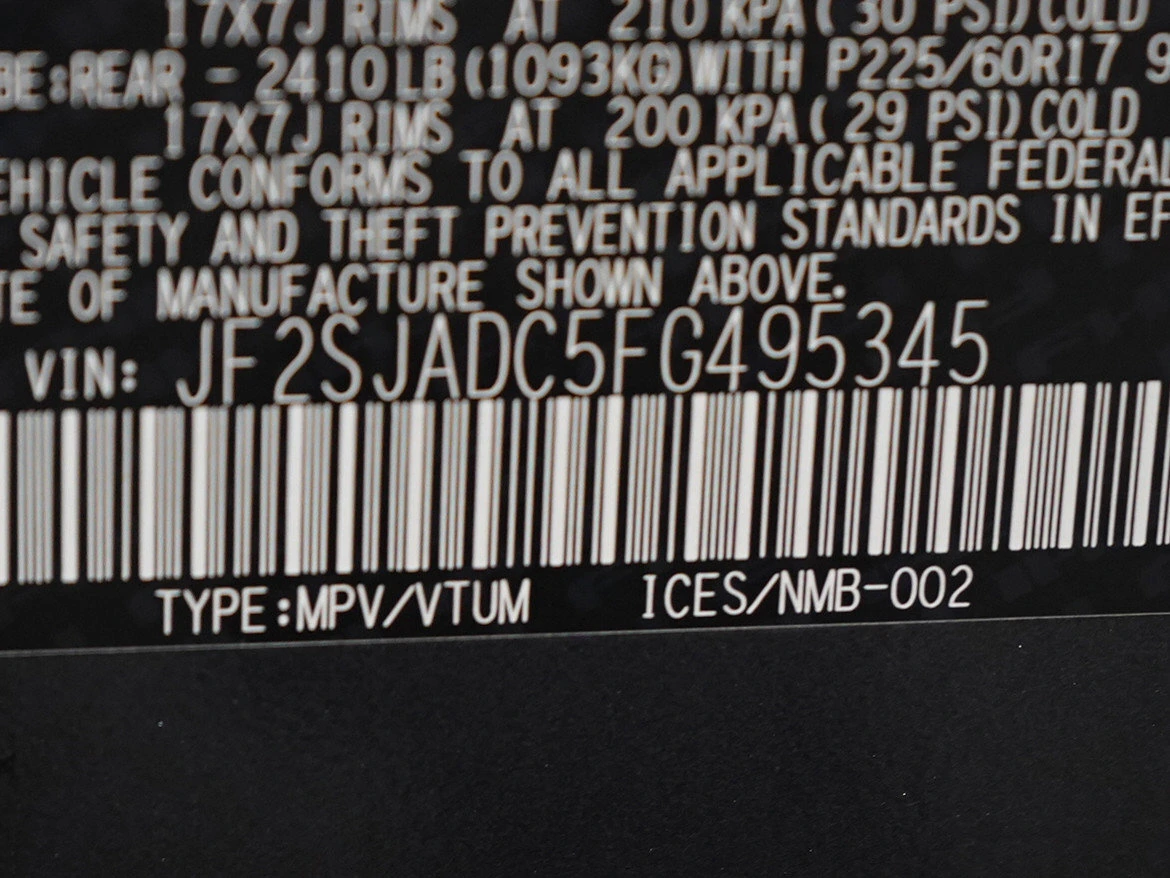 17X7J RIMS AT 210 KPA( 30 PSI)COLD
BE:REAR - 2410LB(1093KG)WITH P225/60R17 9
17X7J RIMS AT 200 KPA( 29 PSI)COLD
EHICLE CONFORMS TO ALL APPLICABLE FEDERAL
SAFETY AND THEFT PREVENTION STANDARDS IN EF
TE OF MANUFACTURE SHOWN ABOVE.
VIN: JF2SJADC5FG495345
TYPE:MPV/VTUM ICES/NMB-002